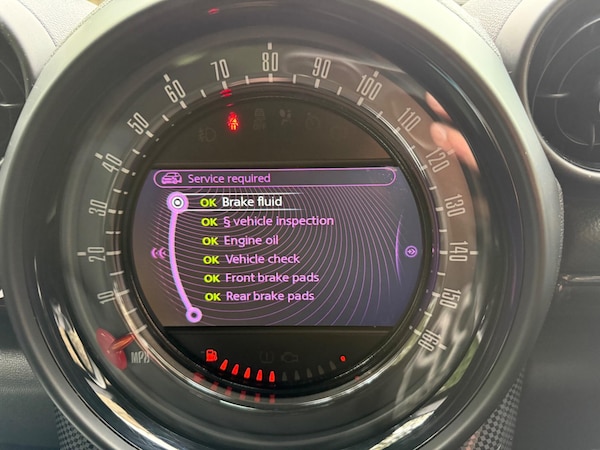 10
20
30
40
50
60
70
80
90
100
110
120
130
140
150
160
MPH
Service required
OK Brake fluid
OK § vehicle inspection
OK Engine oil
OK Vehicle check
OK Front brake pads
OK Rear brake pads